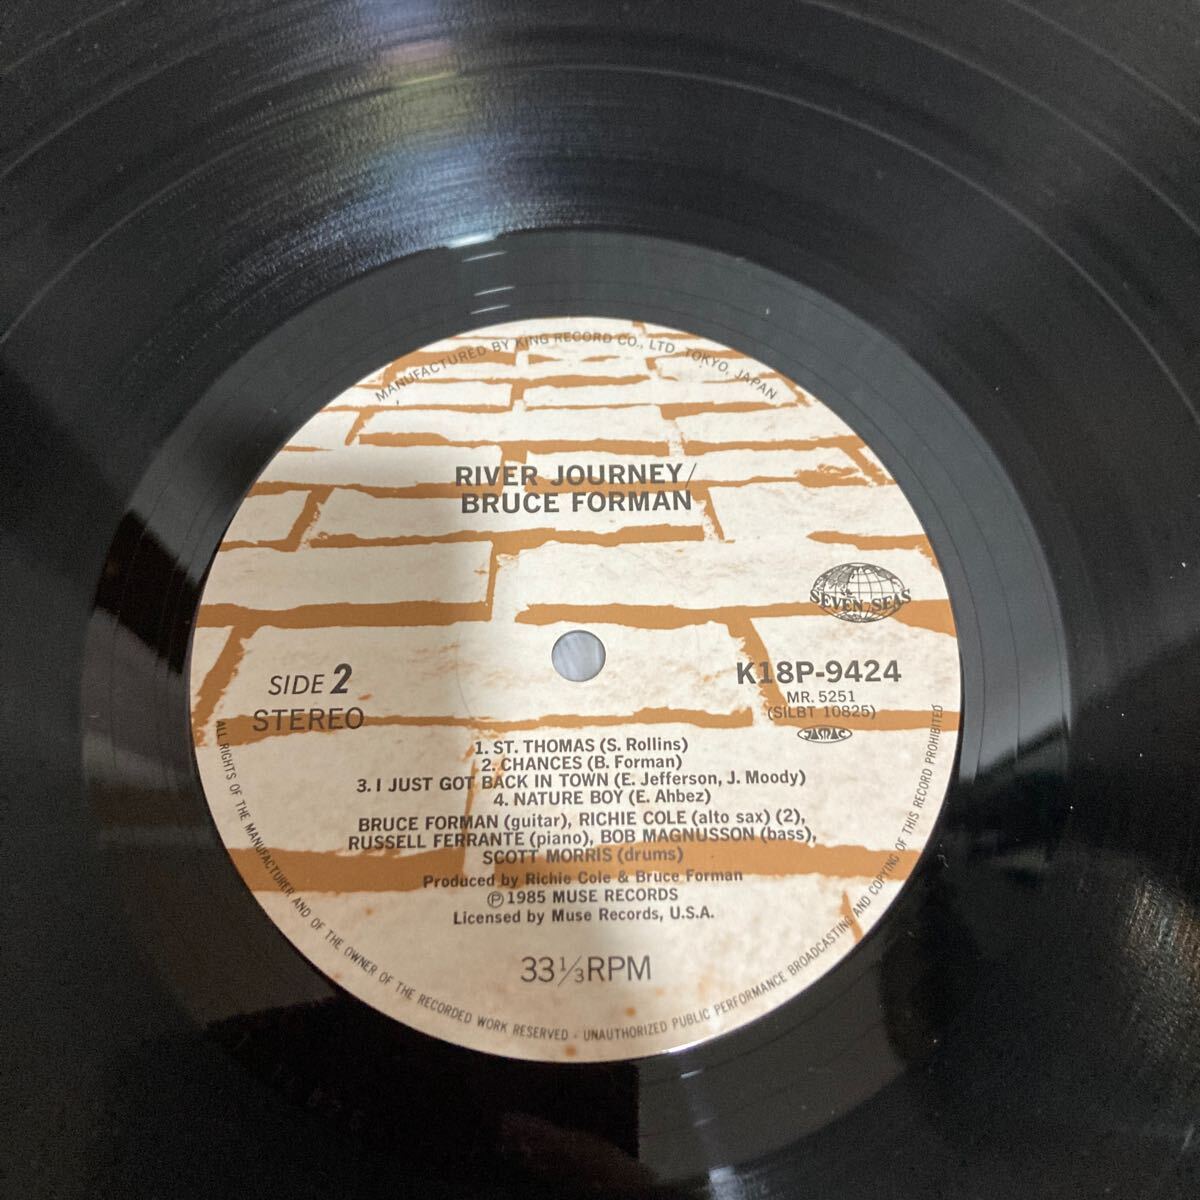 MANUFACTURED BY KING RECORD CO., LTD. TOKYO, JAPAN
RIVER JOURNEY/
BRUCE FORMAN
SEVEN SEAS
K18P-9424
MR. 5251
(SILBT 10825)
JASRAC
SIDE 2
STEREO
1. ST. THOMAS (S. Rollins)
2. CHANCES (B. Forman)
3. I JUST GOT BACK IN TOWN (E. Jefferson, J. Moody)
4. NATURE BOY (E. Ahbez)
BRUCE FORMAN (guitar), RICHIE COLE (alto sax) (2),
RUSSELL FERRANTE (piano), BOB MAGNUSSON (bass),
SCOTT MORRIS (drums)
Produced by Richie Cole & Bruce Forman
Ⓟ1985 MUSE RECORDS
Licensed by Muse Records, U.S.A.
33⅓RPM
ALL RIGHTS OF THE MANUFACTURER AND OF THE OWNER OF THE RECORDED WORK RESERVED - UNAUTHORIZED PUBLIC PERFORMANCE BROADCASTING AND COPYING OF THIS RECORD PROHIBITED